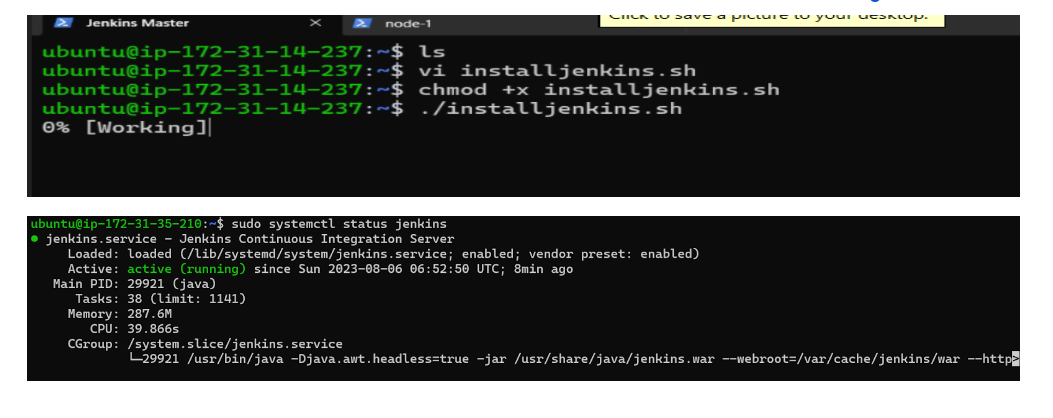 Jenkins Master × node-1 Click to save a picture to your desktop.
ubuntu@ip-172-31-14-237:~$ ls
ubuntu@ip-172-31-14-237:~$ vi installjenkins.sh
ubuntu@ip-172-31-14-237:~$ chmod +x installjenkins.sh
ubuntu@ip-172-31-14-237:~$ ./installjenkins.sh
0% [Working]
ubuntu@ip-172-31-35-210:~$ sudo systemctl status jenkins
● jenkins.service - Jenkins Continuous Integration Server
Loaded: loaded (/lib/systemd/system/jenkins.service; enabled; vendor preset: enabled)
Active: active (running) since Sun 2023-08-06 06:52:50 UTC; 8min ago
Main PID: 29921 (java)
Tasks: 38 (limit: 1141)
Memory: 287.6M
CPU: 39.866s
CGroup: /system.slice/jenkins.service
└─29921 /usr/bin/java -Djava.awt.headless=true -jar /usr/share/java/jenkins.war --webroot=/var/cache/jenkins/war --http>